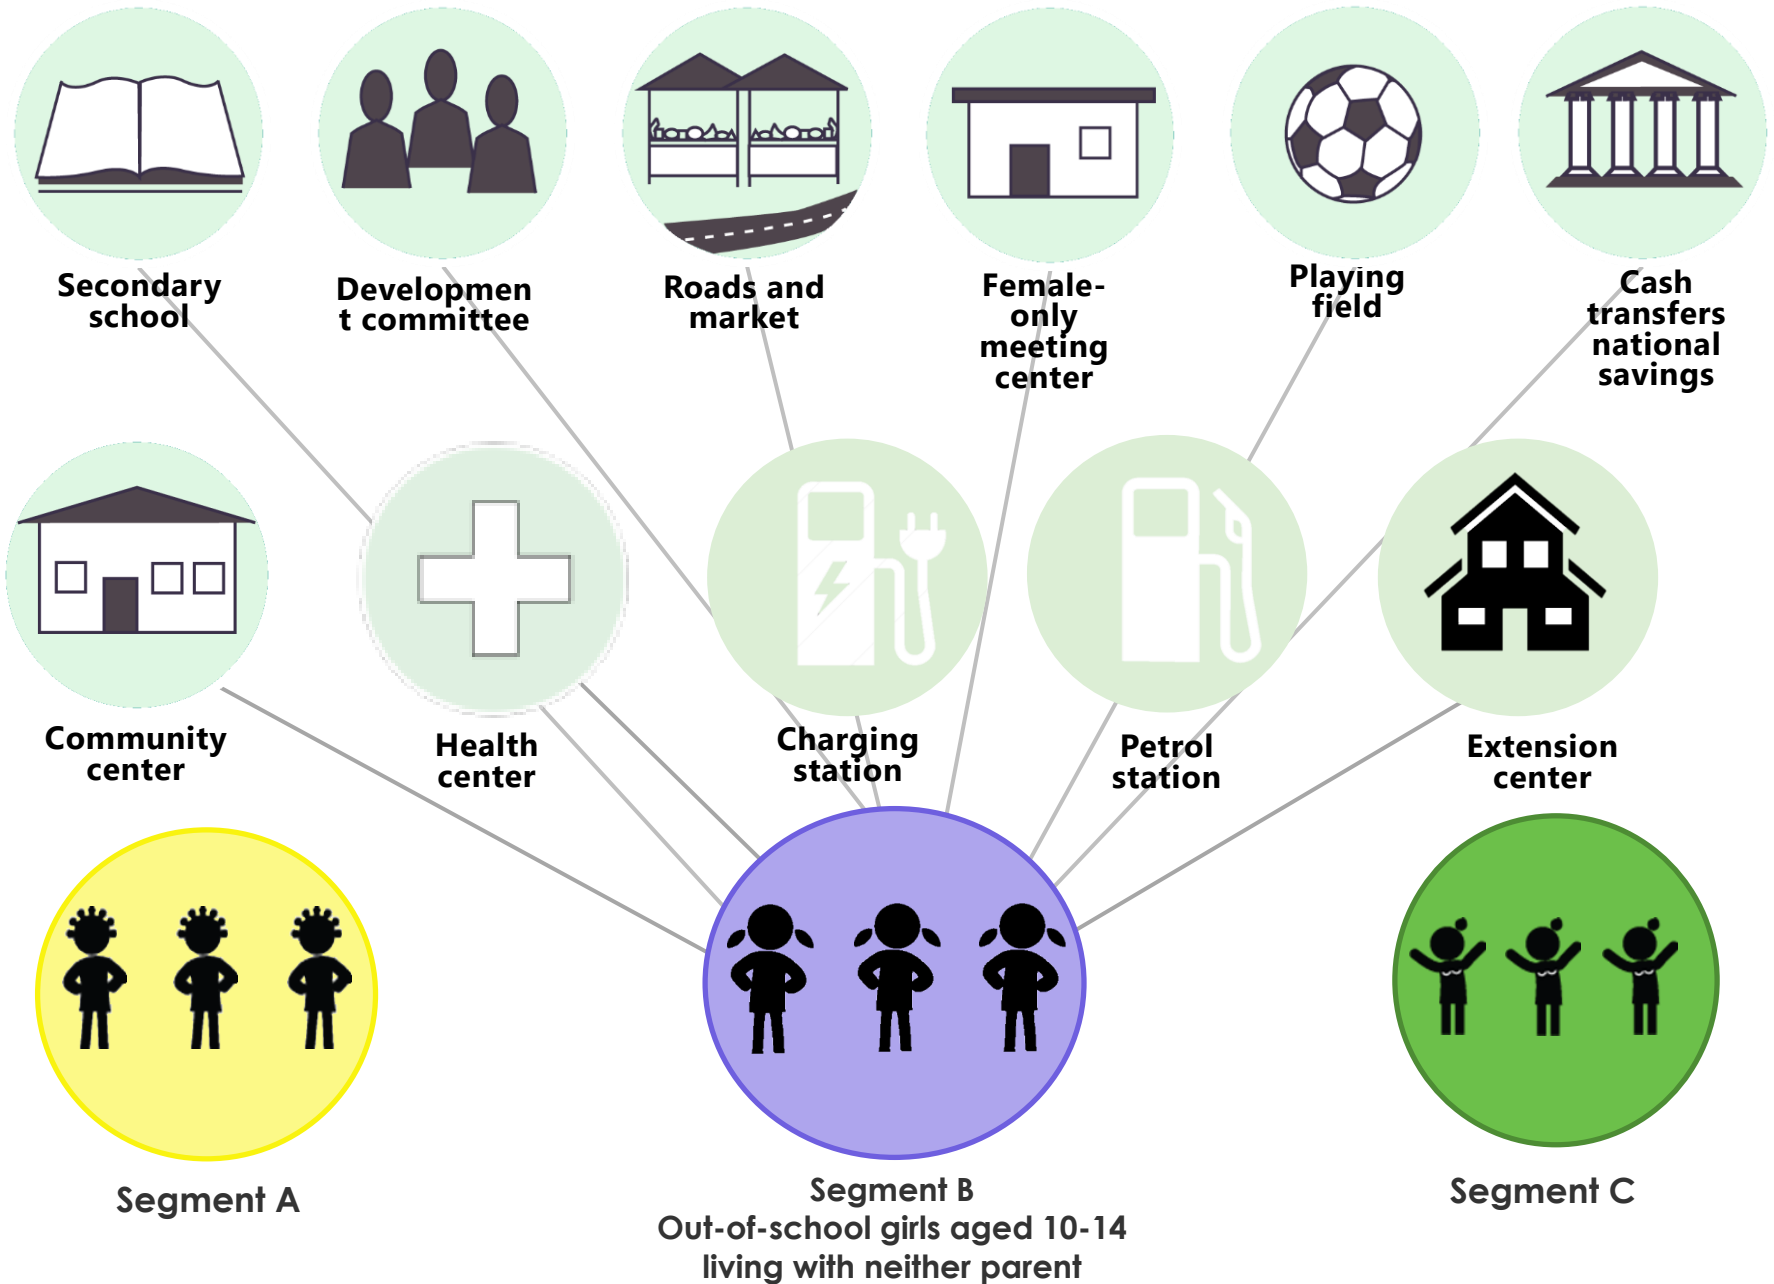 Secondary
school
Developmen
t committee
Roads and
market
Female-
only
meeting
center
Playing
field
Cash
transfers
national
savings
Community
center
Health
center
Charging
station
Petrol
station
Extension
center
Segment A
Segment B
Out-of-school girls aged 10-14
living with neither parent
Segment C